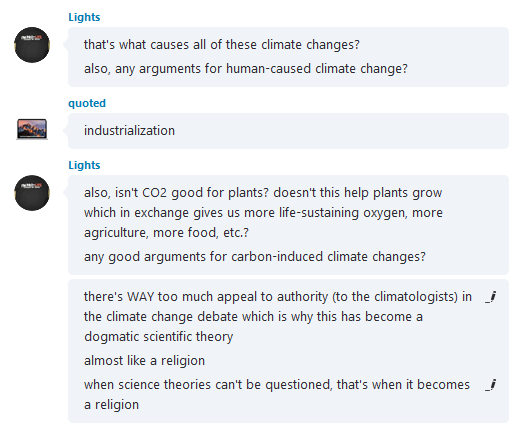 Lights
that's what causes all of these climate changes?
also, any arguments for human-caused climate change?
quoted
industrialization
Lights
also, isn't CO2 good for plants? doesn't this help plants grow
which in exchange gives us more life-sustaining oxygen, more
agriculture, more food, etc.?
any good arguments for carbon-induced climate changes?
there's WAY too much appeal to authority (to the climatologists) in
the climate change debate which is why this has become a
dogmatic scientific theory
almost like a religion
when science theories can't be questioned, that's when it becomes
a religion